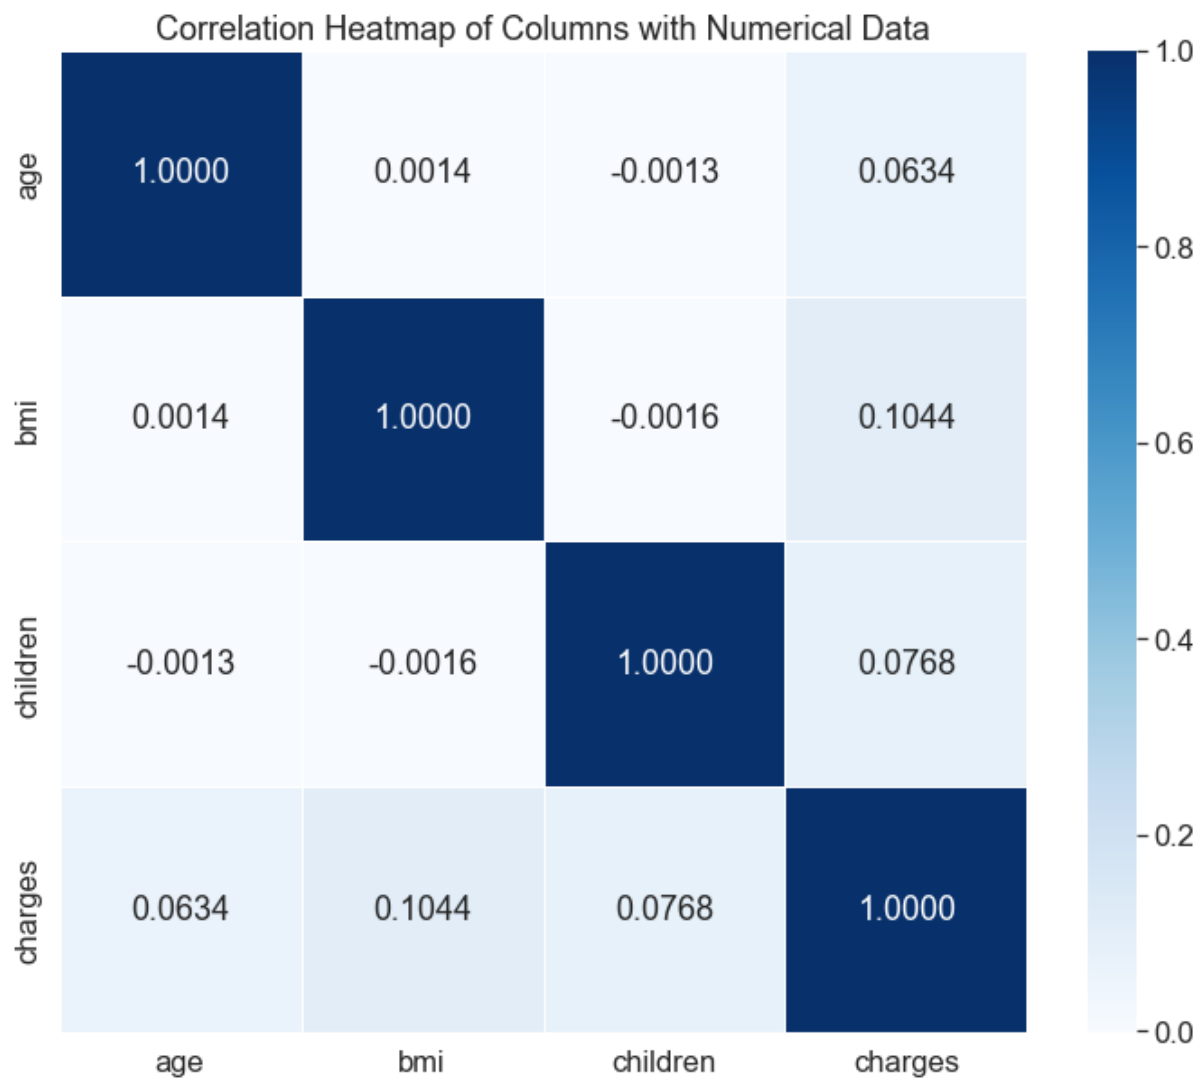 Correlation Heatmap of Columns with Numerical Data
age 1.0000 0.0014 -0.0013 0.0634
bmi 0.0014 1.0000 -0.0016 0.1044
children -0.0013 -0.0016 1.0000 0.0768
charges 0.0634 0.1044 0.0768 1.0000
age bmi children charges
1.0
0.8
0.6
0.4
0.2
0.0